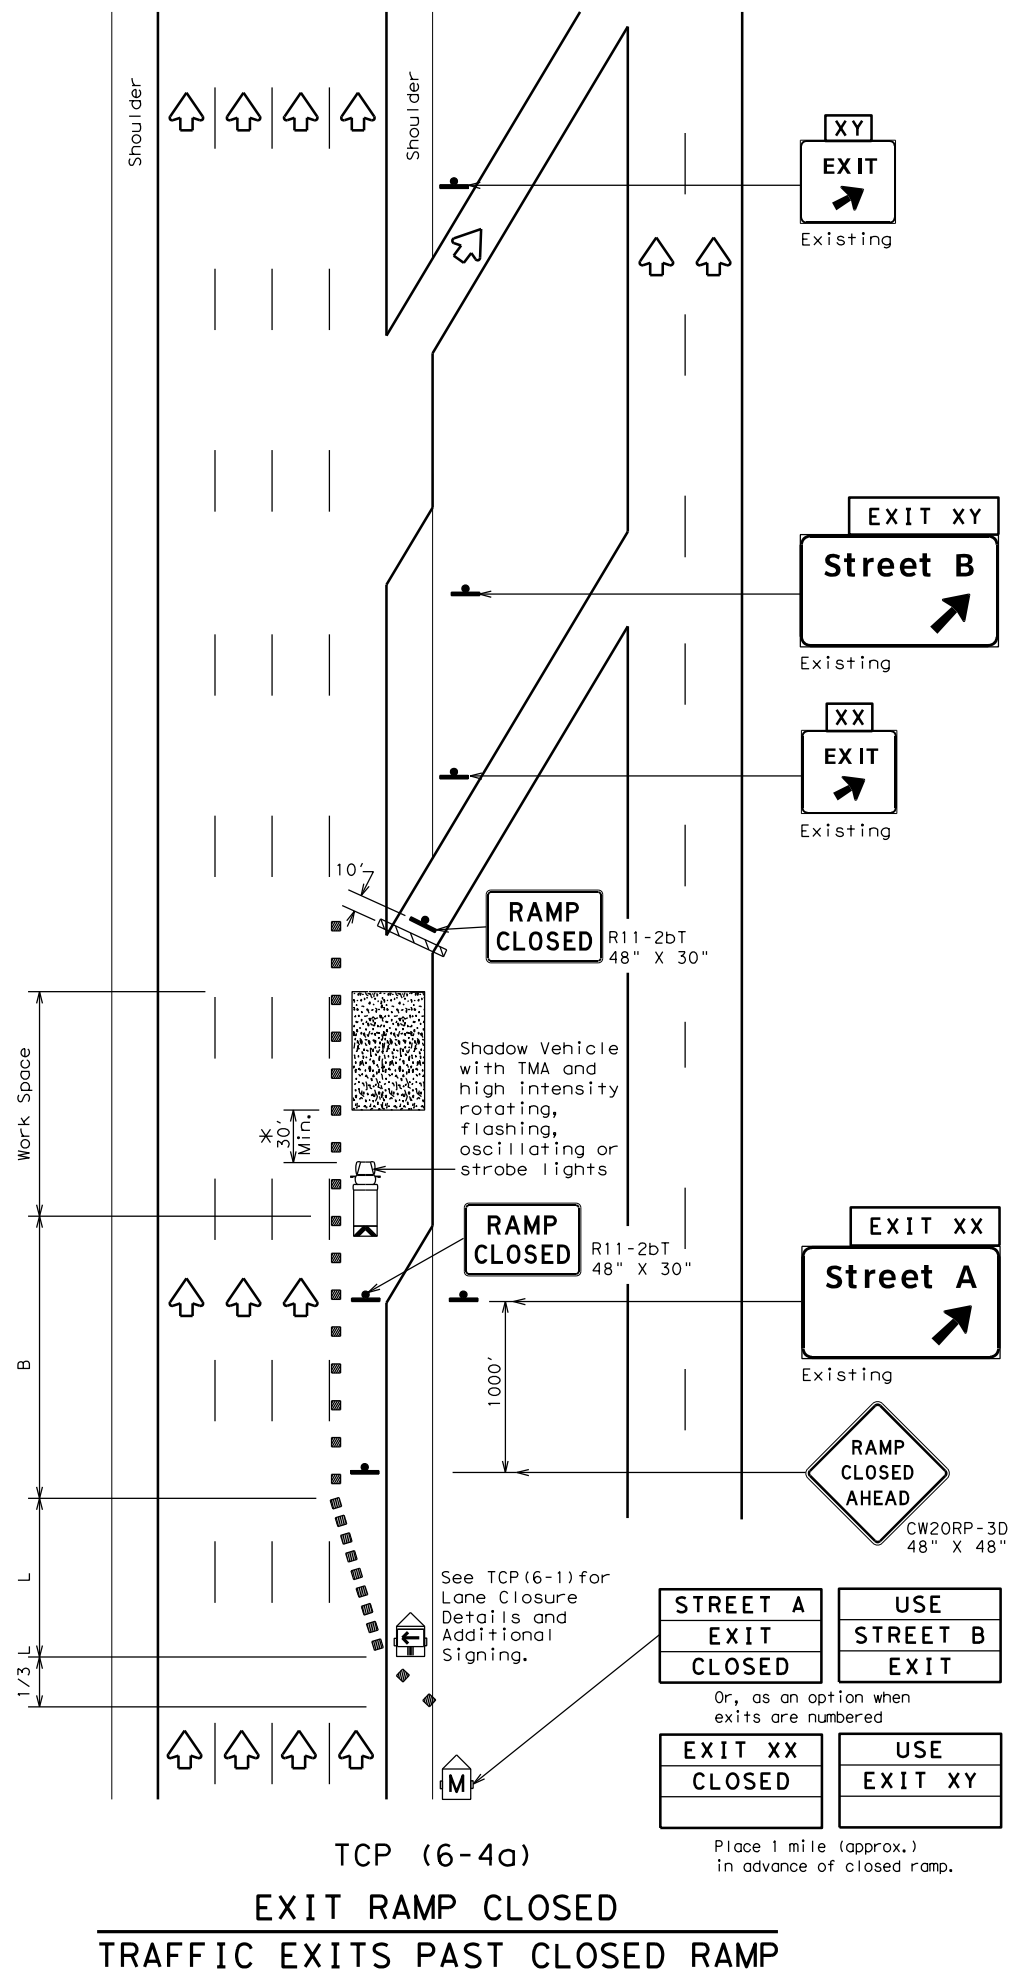 Shoulder
Shoulder
XY
EXIT
Existing
EXIT XY
Street B
Existing
XX
EXIT
Existing
10'
RAMP
CLOSED
R11-2bT
48" X 30"
Work Space
* 30' Min.
Shadow Vehicle
with TMA and
high intensity
rotating,
flashing,
oscillating or
strobe lights
RAMP
CLOSED
R11-2bT
48" X 30"
EXIT XX
Street A
Existing
B
1000'
RAMP
CLOSED
AHEAD
CW20RP-3D
48" X 48"
L
See TCP(6-1)for
Lane Closure
Details and
Additional
Signing.
1/3 L
STREET A
EXIT
CLOSED
USE
STREET B
EXIT
Or, as an option when
exits are numbered
EXIT XX
CLOSED
USE
EXIT XY
M
Place 1 mile (approx.)
in advance of closed ramp.
TCP (6-4a)
EXIT RAMP CLOSED
TRAFFIC EXITS PAST CLOSED RAMP